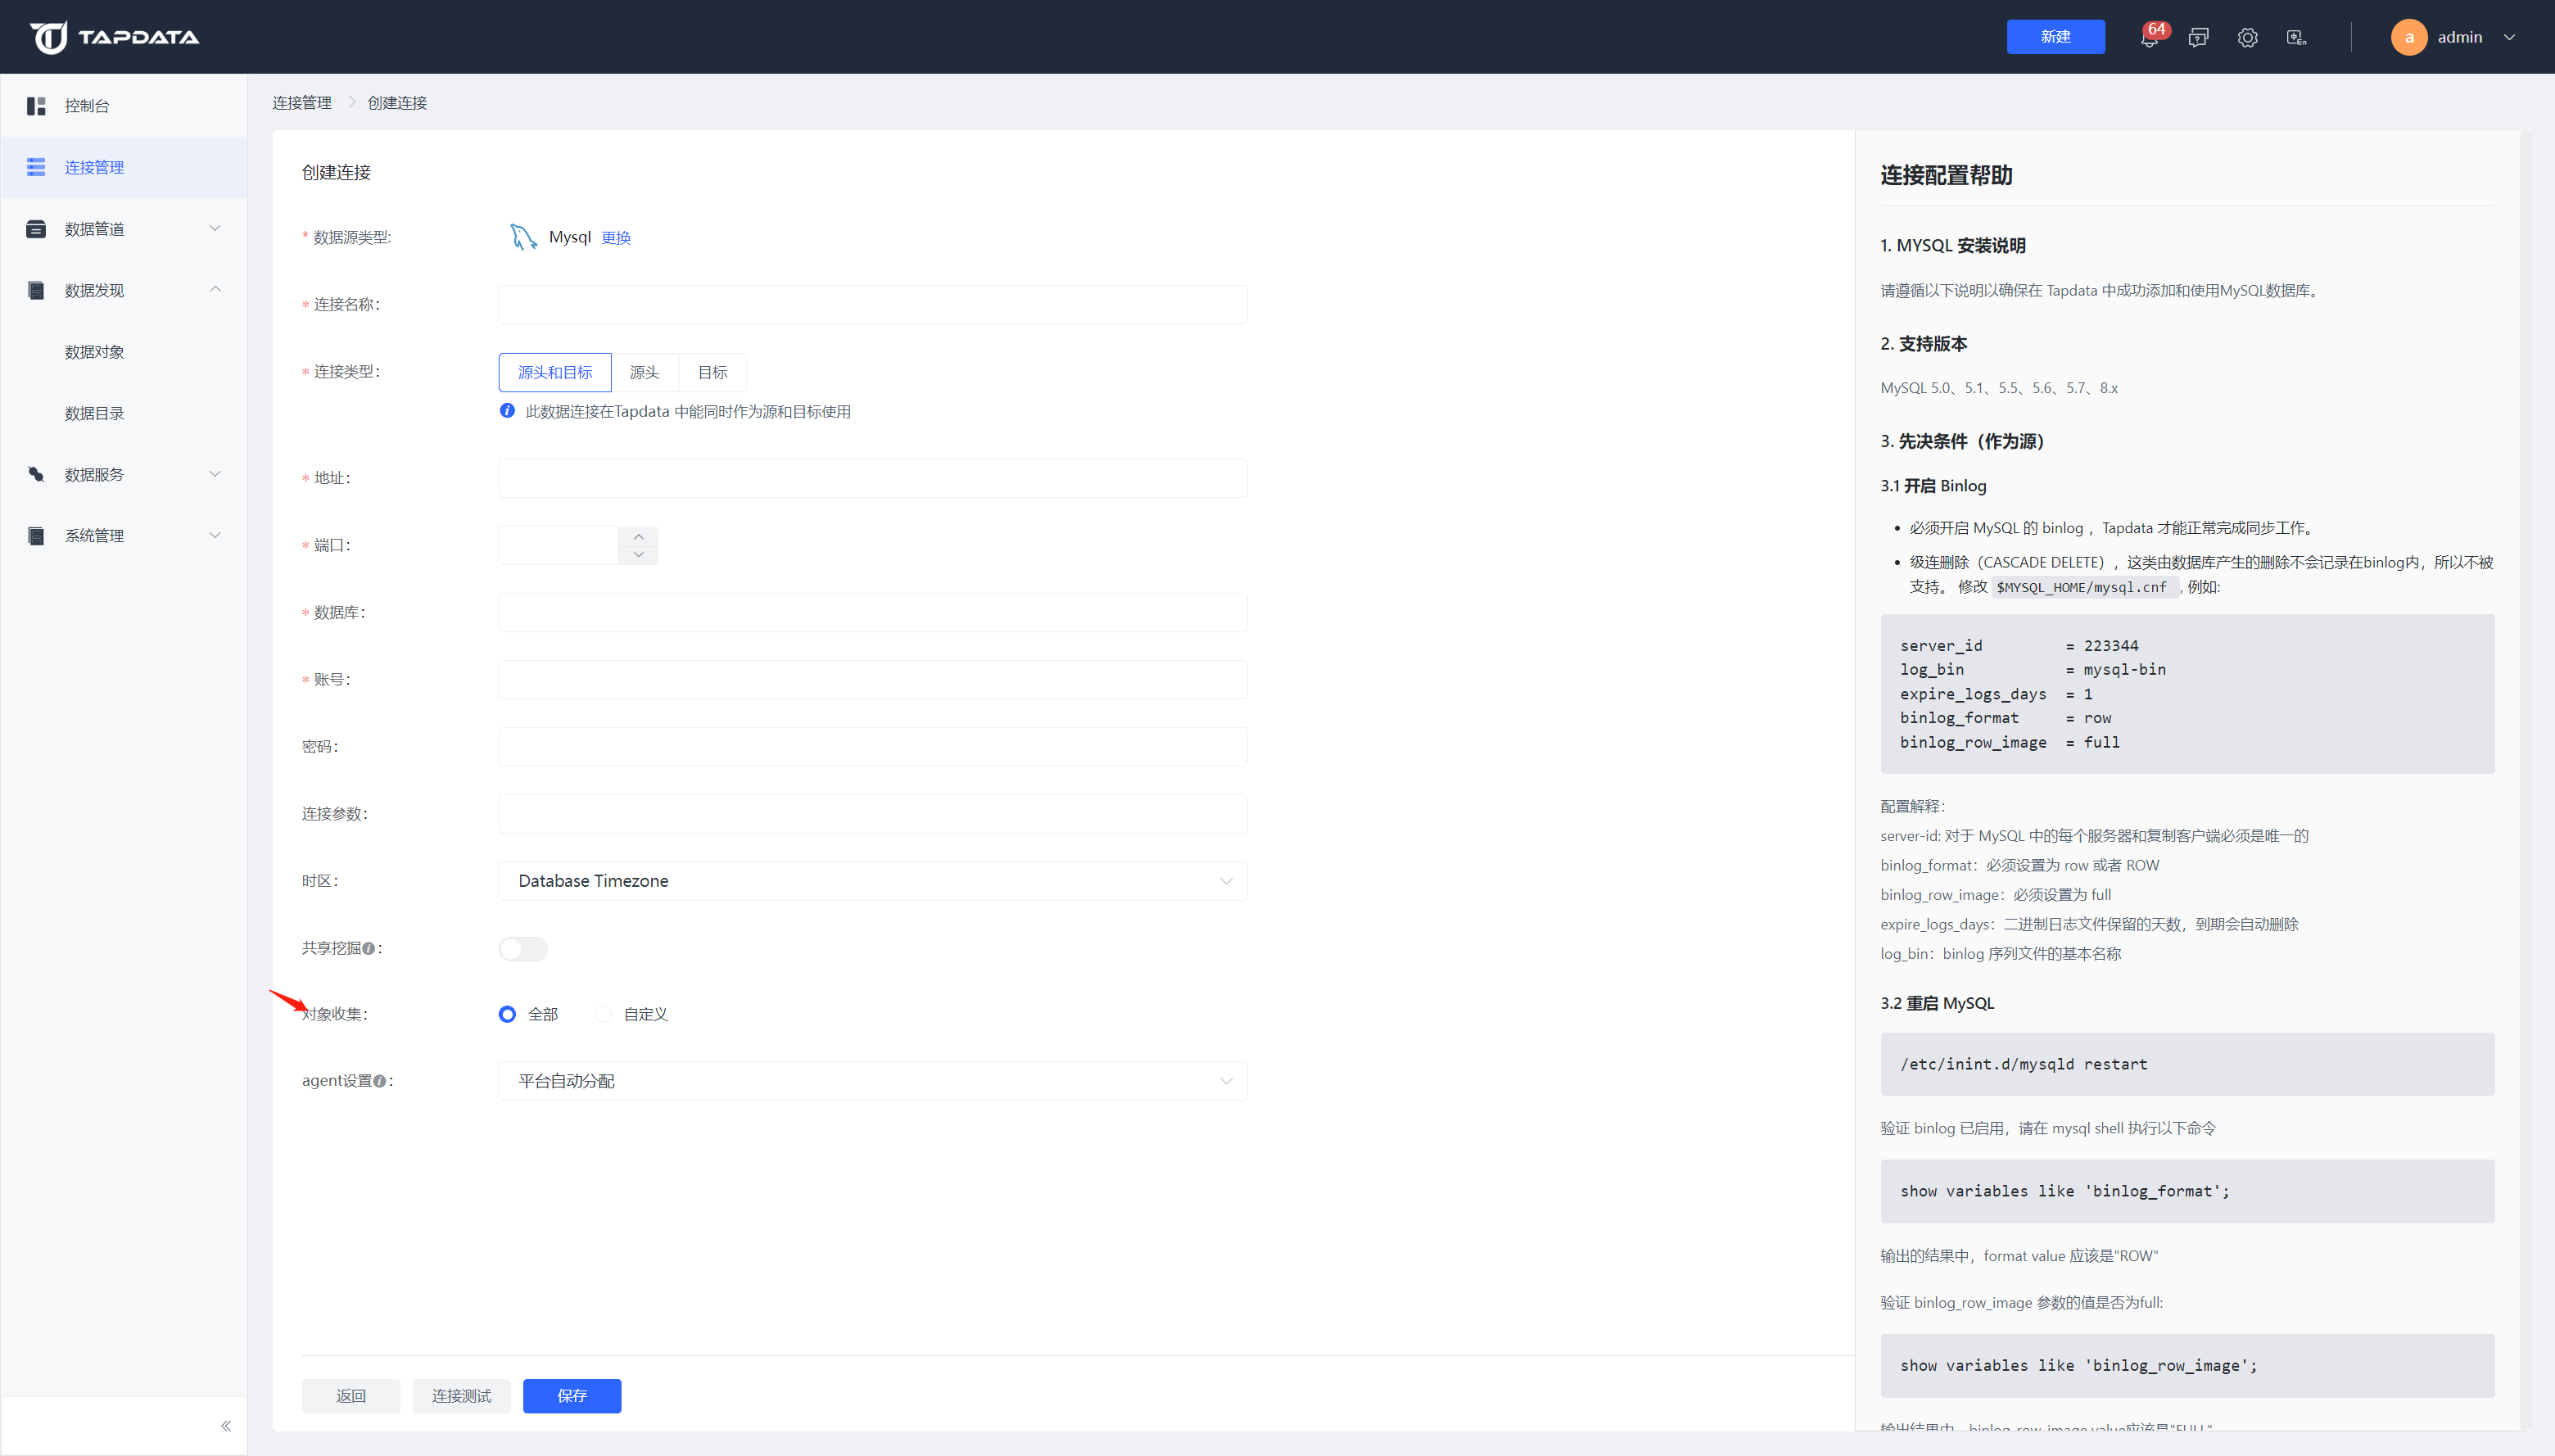 TAPDATA
新建
64
a
admin
控制台
连接管理
数据管道
数据发现
数据对象
数据目录
数据服务
系统管理
连接管理 > 创建连接
创建连接
* 数据源类型:
Mysql 更换
* 连接名称:
* 连接类型:
源头和目标 源头 目标
此数据连接在Tapdata 中能同时作为源和目标使用
* 地址:
* 端口:
* 数据库:
* 账号:
密码:
连接参数:
时区:
Database Timezone
共享挖掘:
对象收集:
全部 自定义
agent设置:
平台自动分配
返回 连接测试 保存
连接配置帮助
1. MYSQL 安装说明
请遵循以下说明以确保在 Tapdata 中成功添加和使用MySQL数据库。
2. 支持版本
MySQL 5.0、5.1、5.5、5.6、5.7、8.x
3. 先决条件（作为源）
3.1 开启 Binlog
• 必须开启 MySQL 的 binlog ，Tapdata 才能正常完成同步工作。
• 级连删除（CASCADE DELETE），这类由数据库产生的删除不会记录在binlog内，所以不被
支持。 修改 $MYSQL_HOME/mysql.cnf , 例如:
server_id         = 223344
log_bin           = mysql-bin
expire_logs_days  = 1
binlog_format     = row
binlog_row_image  = full
配置解释：
server-id: 对于 MySQL 中的每个服务器和复制客户端必须是唯一的
binlog_format：必须设置为 row 或者 ROW
binlog_row_image：必须设置为 full
expire_logs_days：二进制日志文件保留的天数，到期会自动删除
log_bin：binlog 序列文件的基本名称
3.2 重启 MySQL
/etc/inint.d/mysqld restart
验证 binlog 已启用，请在 mysql shell 执行以下命令
show variables like 'binlog_format';
输出的结果中，format value 应该是"ROW"
验证 binlog_row_image 参数的值是否为full:
show variables like 'binlog_row_image';
输出结果中，binlog_row_image value应该是"FULL"